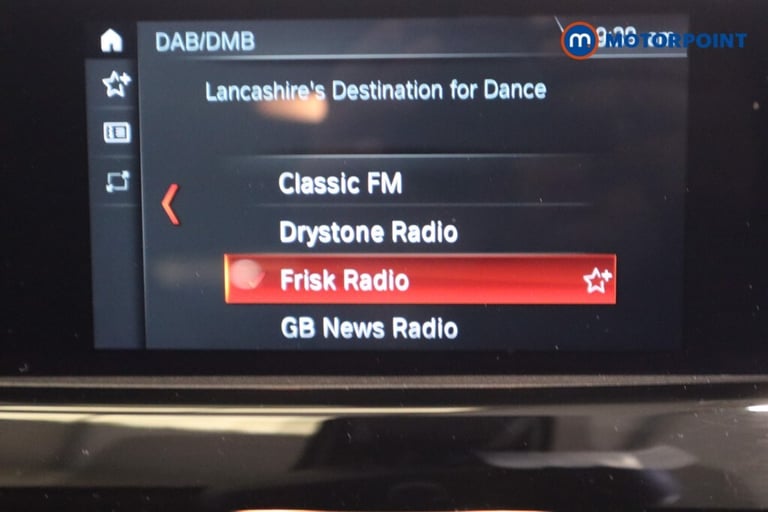 DAB/DMB
m MOTORPOINT
Lancashire's Destination for Dance
Classic FM
Drystone Radio
Frisk Radio
GB News Radio